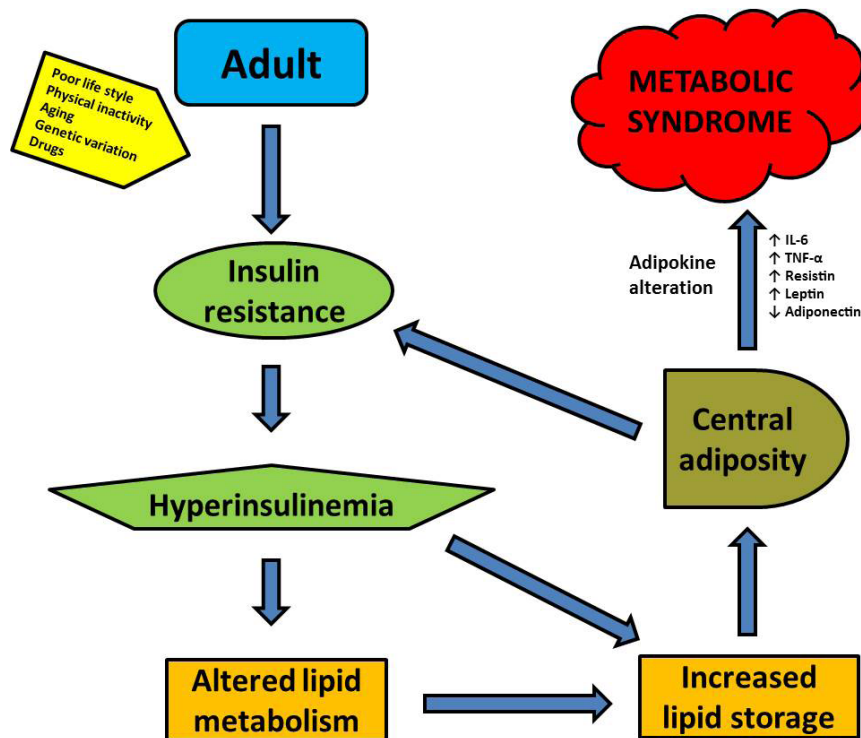 Adult
Poor life style
Physical inactivity
Aging
Genetic variation
Drugs
METABOLIC
SYNDROME
Insulin
resistance
Adipokine
alteration
↑ IL-6
↑ TNF-α
↑ Resistin
↑ Leptin
↓ Adiponectin
Central
adiposity
Hyperinsulinemia
Altered lipid
metabolism
Increased
lipid storage